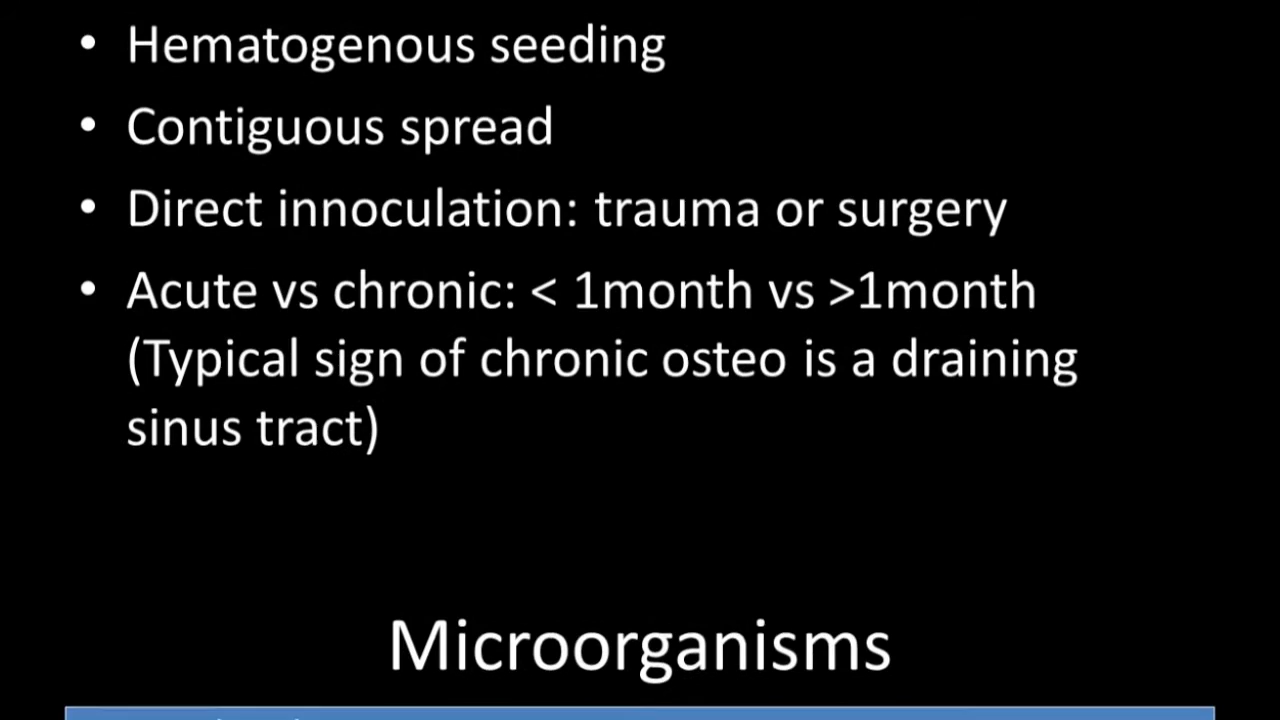 • Hematogenous seeding
• Contiguous spread
• Direct innoculation: trauma or surgery
• Acute vs chronic: < 1month vs >1month
(Typical sign of chronic osteo is a draining
sinus tract)
Microorganisms